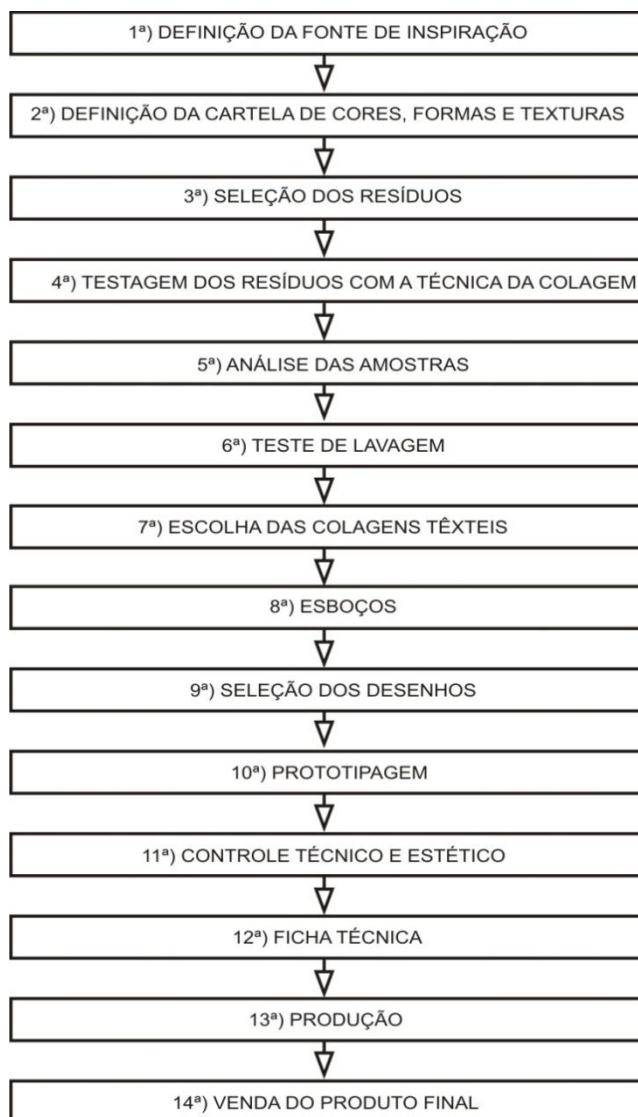 1ª) DEFINIÇÃO DA FONTE DE INSPIRAÇÃO
2ª) DEFINIÇÃO DA CARTELA DE CORES, FORMAS E TEXTURAS
3ª) SELEÇÃO DOS RESÍDUOS
4ª) TESTAGEM DOS RESÍDUOS COM A TÉCNICA DA COLAGEM
5ª) ANÁLISE DAS AMOSTRAS
6ª) TESTE DE LAVAGEM
7ª) ESCOLHA DAS COLAGENS TÊXTEIS
8ª) ESBOÇOS
9ª) SELEÇÃO DOS DESENHOS
10ª) PROTOTIPAGEM
11ª) CONTROLE TÉCNICO E ESTÉTICO
12ª) FICHA TÉCNICA
13ª) PRODUÇÃO
14ª) VENDA DO PRODUTO FINAL